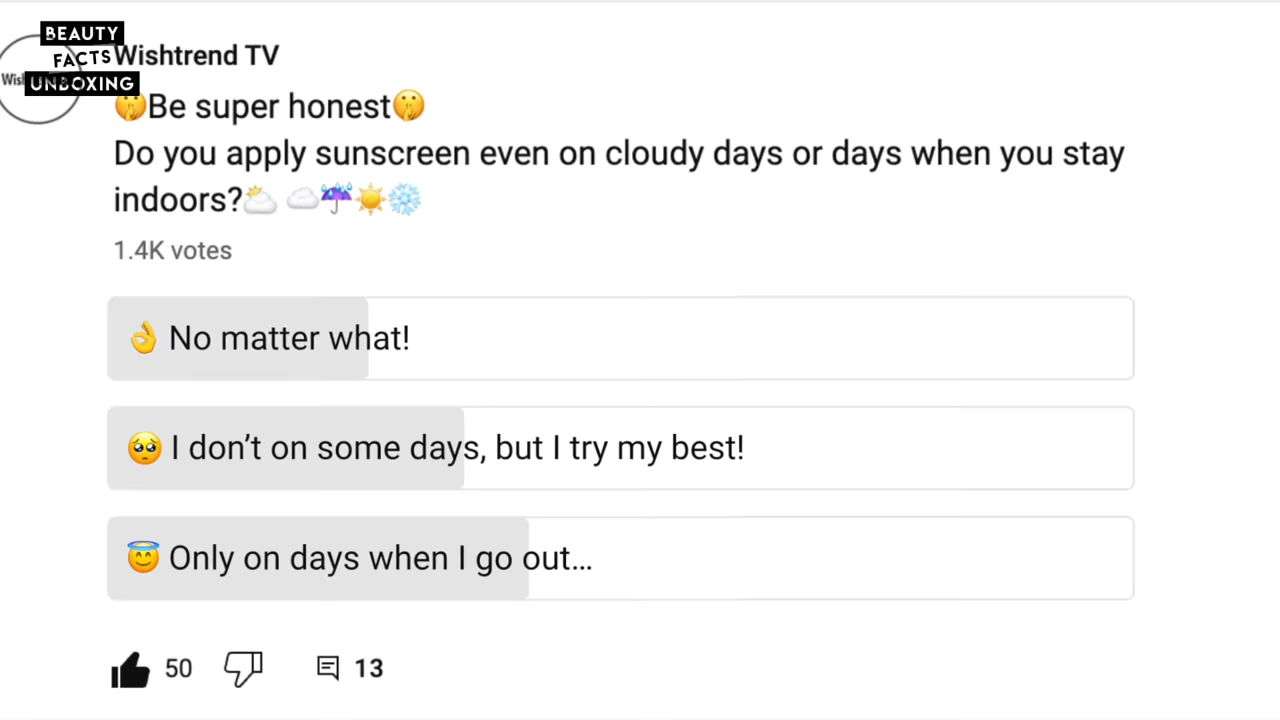 BEAUTY
FACTS
UNBOXING
Wishtrend TV
🤫Be super honest🤫
Do you apply sunscreen even on cloudy days or days when you stay
indoors?🌥️ ☁️☔☀️❄️
1.4K votes
👌 No matter what!
🥺 I don’t on some days, but I try my best!
😇 Only on days when I go out…
50
13